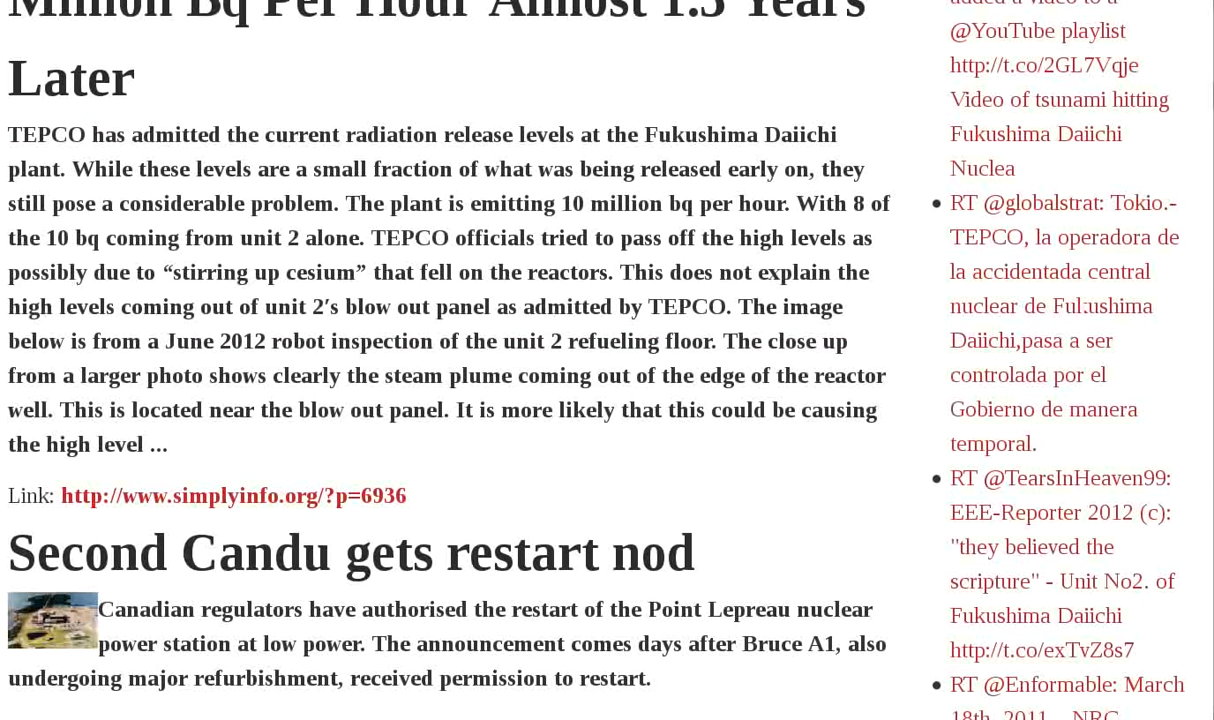 Million Bq Per Hour Almost 1.5 Years
Later
TEPCO has admitted the current radiation release levels at the Fukushima Daiichi
plant. While these levels are a small fraction of what was being released early on, they
still pose a considerable problem. The plant is emitting 10 million bq per hour. With 8 of
the 10 bq coming from unit 2 alone. TEPCO officials tried to pass off the high levels as
possibly due to “stirring up cesium” that fell on the reactors. This does not explain the
high levels coming out of unit 2′s blow out panel as admitted by TEPCO. The image
below is from a June 2012 robot inspection of the unit 2 refueling floor. The close up
from a larger photo shows clearly the steam plume coming out of the edge of the reactor
well. This is located near the blow out panel. It is more likely that this could be causing
the high level ...
Link: http://www.simplyinfo.org/?p=6936
Second Candu gets restart nod
Canadian regulators have authorised the restart of the Point Lepreau nuclear
power station at low power. The announcement comes days after Bruce A1, also
undergoing major refurbishment, received permission to restart.
added a video to a
@YouTube playlist
http://t.co/2GL7Vqje
Video of tsunami hitting
Fukushima Daiichi
Nuclea
RT @globalstrat: Tokio.-
TEPCO, la operadora de
la accidentada central
nuclear de Fukushima
Daiichi,pasa a ser
controlada por el
Gobierno de manera
temporal.
RT @TearsInHeaven99:
EEE-Reporter 2012 (c):
"they believed the
scripture" - Unit No2. of
Fukushima Daiichi
http://t.co/exTvZ8s7
RT @Enformable: March
18th, 2011 – NRC